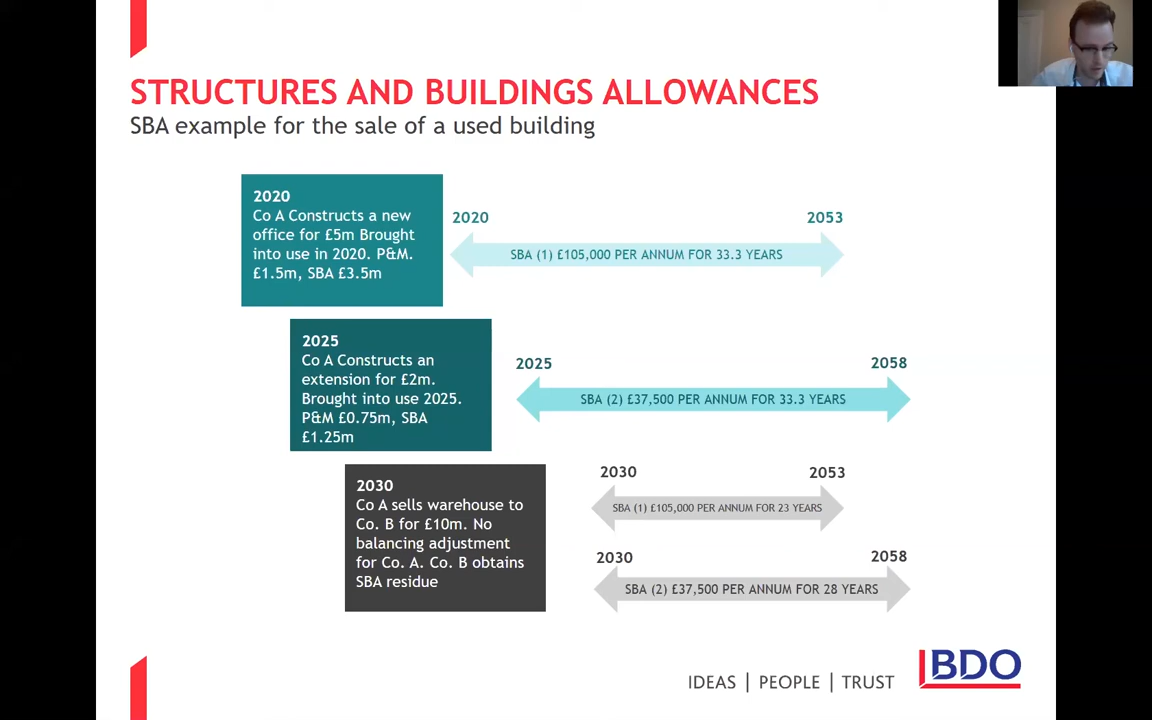 STRUCTURES AND BUILDINGS ALLOWANCES
SBA example for the sale of a used building
2020
Co A Constructs a new
office for £5m Brought
into use in 2020. P&M.
£1.5m, SBA £3.5m
2020
2053
SBA (1) £105,000 PER ANNUM FOR 33.3 YEARS
2025
Co A Constructs an
extension for £2m.
Brought into use 2025.
P&M £0.75m, SBA
£1.25m
2025
2058
SBA (2) £37,500 PER ANNUM FOR 33.3 YEARS
2030
Co A sells warehouse to
Co. B for £10m. No
balancing adjustment
for Co. A. Co. B obtains
SBA residue
2030
2053
SBA (1) £105,000 PER ANNUM FOR 23 YEARS
2030
2058
SBA (2) £37,500 PER ANNUM FOR 28 YEARS
IDEAS | PEOPLE | TRUST
BDO